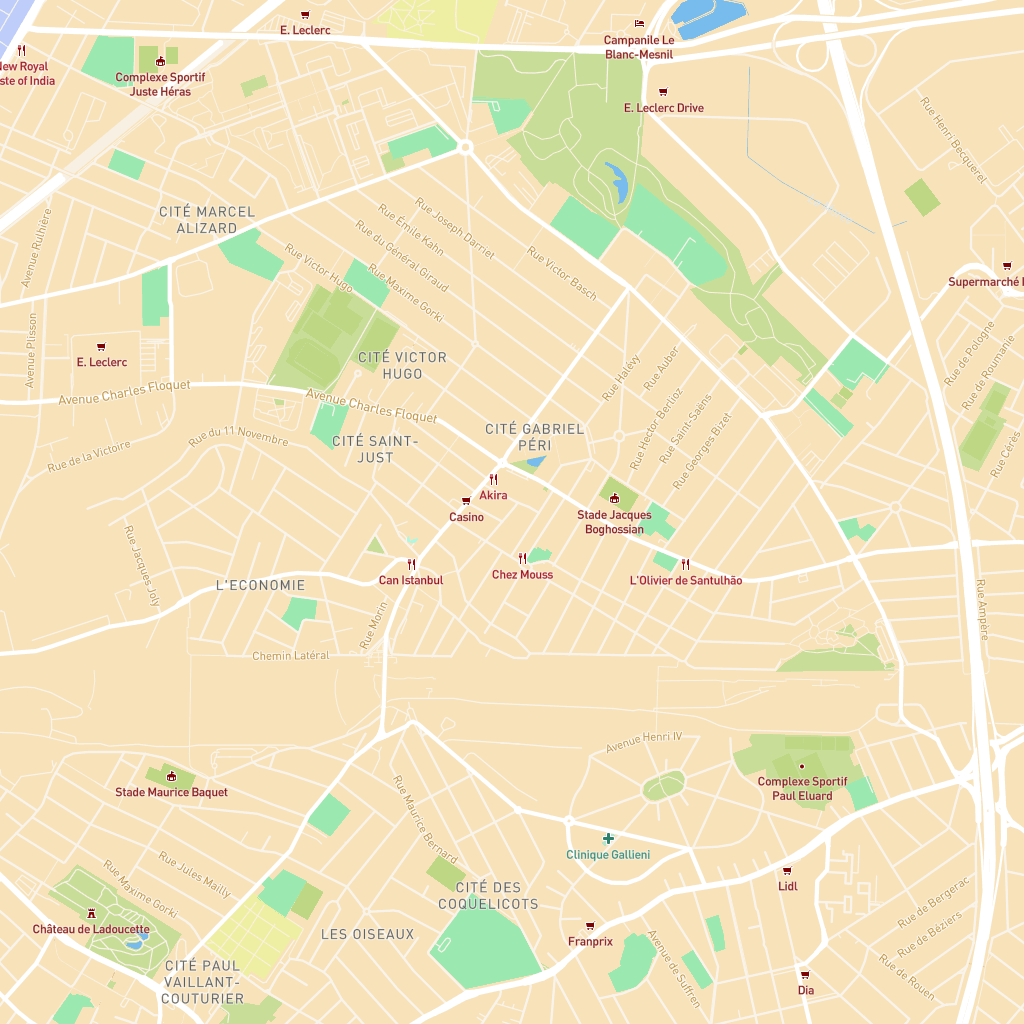 E. Leclerc
Campanile Le
Blanc-Mesnil
New Royal
ste of India
Complexe Sportif
Juste Héras
E. Leclerc Drive
Rue Henri Becquerel
CITÉ MARCEL
ALIZARD
Avenue Rulhière
Rue Joseph Darriet
Rue Émile Kahn
Rue du Général Giraud
Rue Victor Hugo
Rue Maxime Gorki
Rue Victor Basch
Supermarché
Avenue Plisson
E. Leclerc
CITÉ VICTOR
HUGO
Rue Halévy
Rue Auber
Rue de Pologne
Rue de Roumanie
Avenue Charles Floquet
Avenue Charles Floquet
Rue Hector Berlioz
Rue Saint-Saëns
Rue Georges Bizet
CITÉ GABRIEL
PÉRI
Rue du 11 Novembre
CITÉ SAINT-
JUST
Rue de la Victoire
Rue Cérès
Akira
Casino
Stade Jacques
Boghossian
Rue Jacques Joly
Can Istanbul
Chez Mouss
L'Olivier de Santulhão
L'ECONOMIE
Rue Ampère
Rue Morin
Chemin Latéral
Avenue Henri IV
Complexe Sportif
Paul Eluard
Stade Maurice Baquet
Rue Maurice Bernard
Clinique Gallieni
Rue Jules Mailly
Rue Maxime Gorki
Lidl
CITÉ DES
COQUELICOTS
Rue de Bergerac
Château de Ladoucette
LES OISEAUX
Franprix
Rue de Béziers
Avenue de Suffren
Rue de Rouen
CITÉ PAUL
VAILLANT-
COUTURIER
Dia